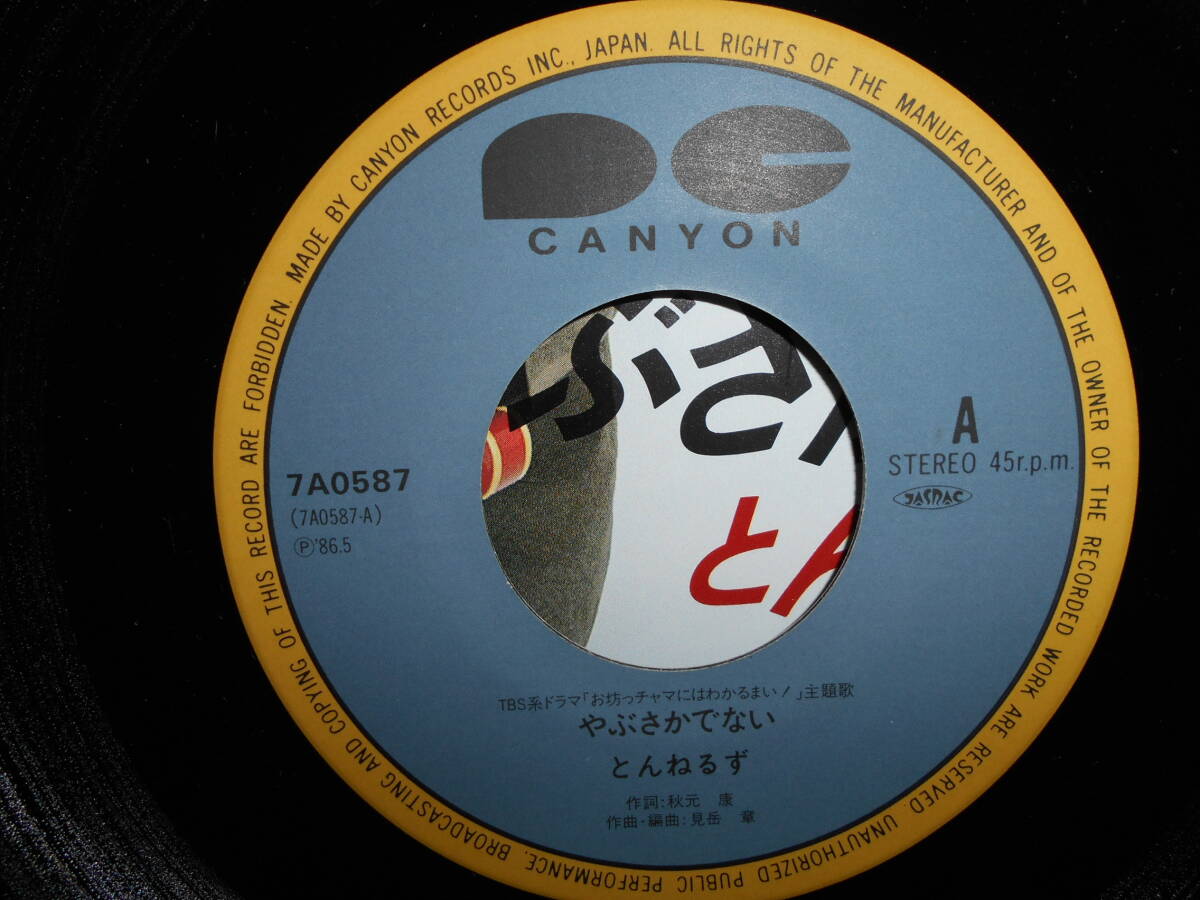 MADE BY CANYON RECORDS INC., JAPAN. ALL RIGHTS OF THE MANUFACTURER AND OF THE OWNER OF THE RECORDED WORK ARE RESERVED. UNAUTHORIZED PUBLIC PERFORMANCE. BROADCASTING AND COPYING OF THIS RECORD ARE FORBIDDEN.
CANYON
ぶさ
と
A
STEREO 45r.p.m.
JASRAC
7A0587
(7A0587-A)
Ⓟ'86.5
TBS系ドラマ「お坊っチャマにはわかるまい!」主題歌
やぶさかでない
とんねるず
作詞:秋元 康
作曲・編曲:見岳 章